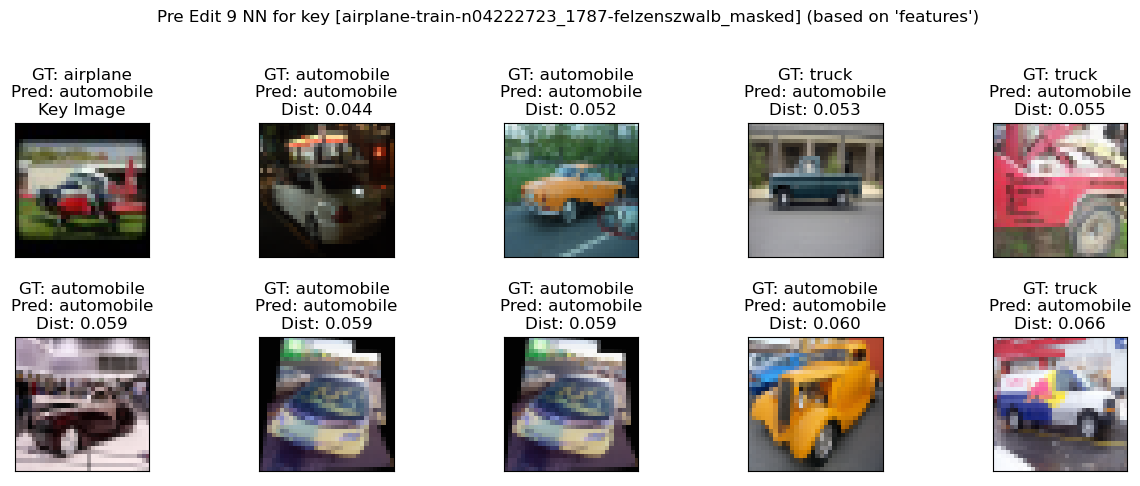 Pre Edit 9 NN for key [airplane-train-n04222723_1787-felzenszwalb_masked] (based on 'features')
GT: airplane
Pred: automobile
Key Image
GT: automobile
Pred: automobile
Dist: 0.044
GT: automobile
Pred: automobile
Dist: 0.052
GT: truck
Pred: automobile
Dist: 0.053
GT: truck
Pred: automobile
Dist: 0.055
GT: automobile
Pred: automobile
Dist: 0.059
GT: automobile
Pred: automobile
Dist: 0.059
GT: automobile
Pred: automobile
Dist: 0.059
GT: automobile
Pred: automobile
Dist: 0.060
GT: truck
Pred: automobile
Dist: 0.066